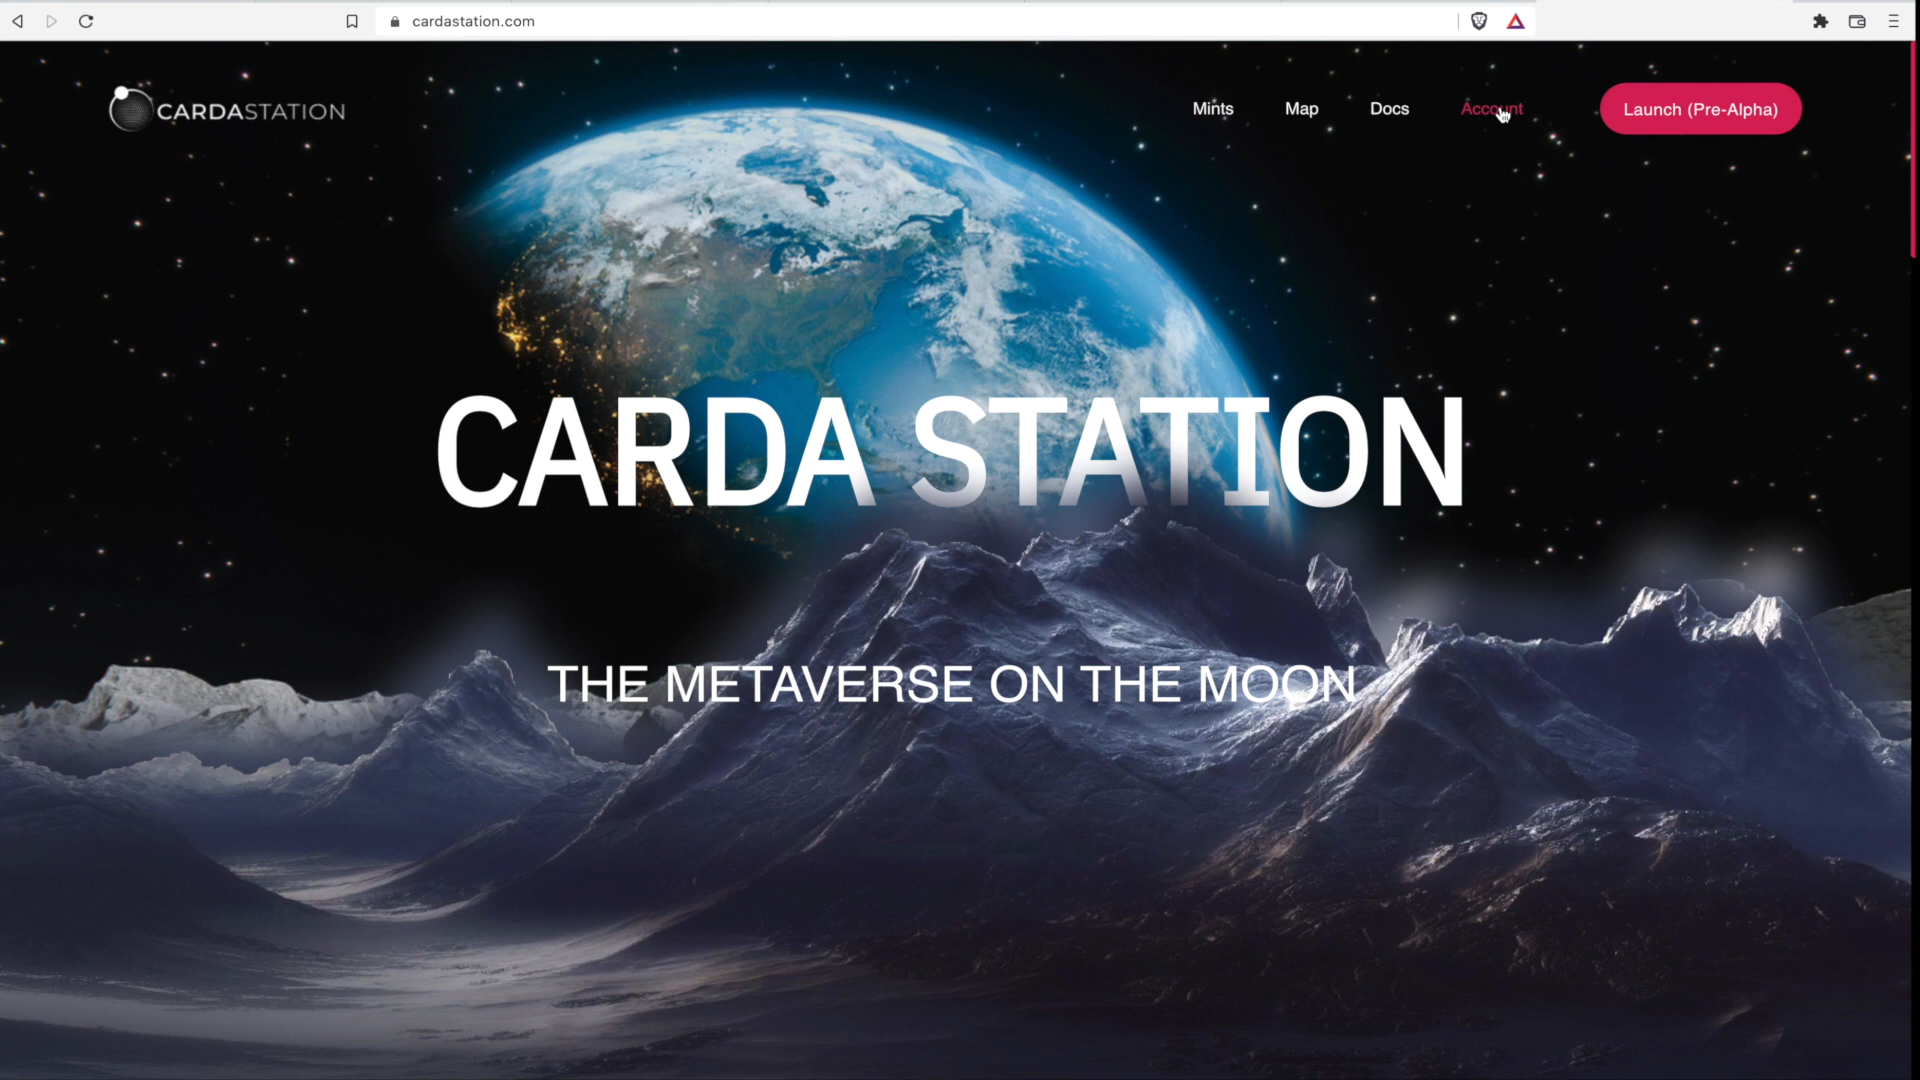 cardastation.com
CARDASTATION
Mints
Map
Docs
Account
Launch (Pre-Alpha)
CARDA STATION
THE METAVERSE ON THE MOON